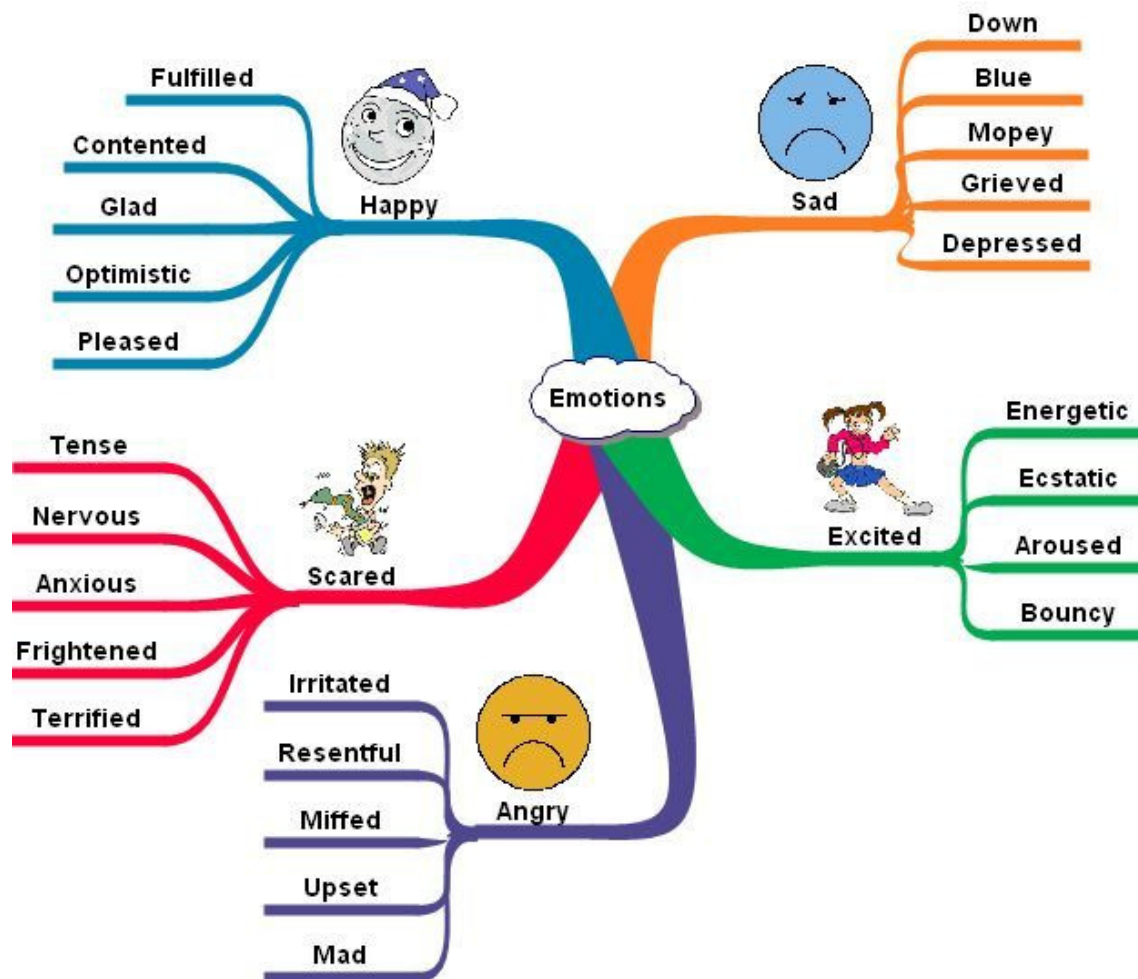 Emotions
Happy
Fulfilled
Contented
Glad
Optimistic
Pleased
Sad
Down
Blue
Mopey
Grieved
Depressed
Excited
Energetic
Ecstatic
Aroused
Bouncy
Scared
Tense
Nervous
Anxious
Frightened
Terrified
Angry
Irritated
Resentful
Miffed
Upset
Mad